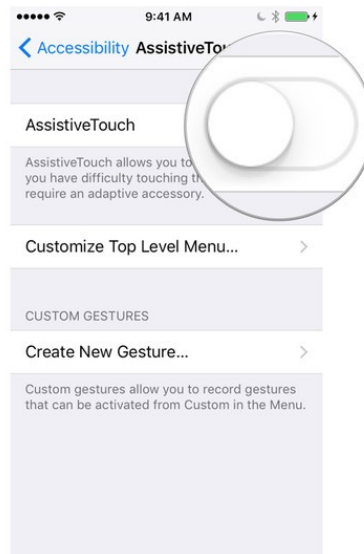 9:41 AM
Accessibility AssistiveTou
AssistiveTouch
AssistiveTouch allows you to
you have difficulty touching th
require an adaptive accessory.
Customize Top Level Menu...
CUSTOM GESTURES
Create New Gesture...
Custom gestures allow you to record gestures
that can be activated from Custom in the Menu.